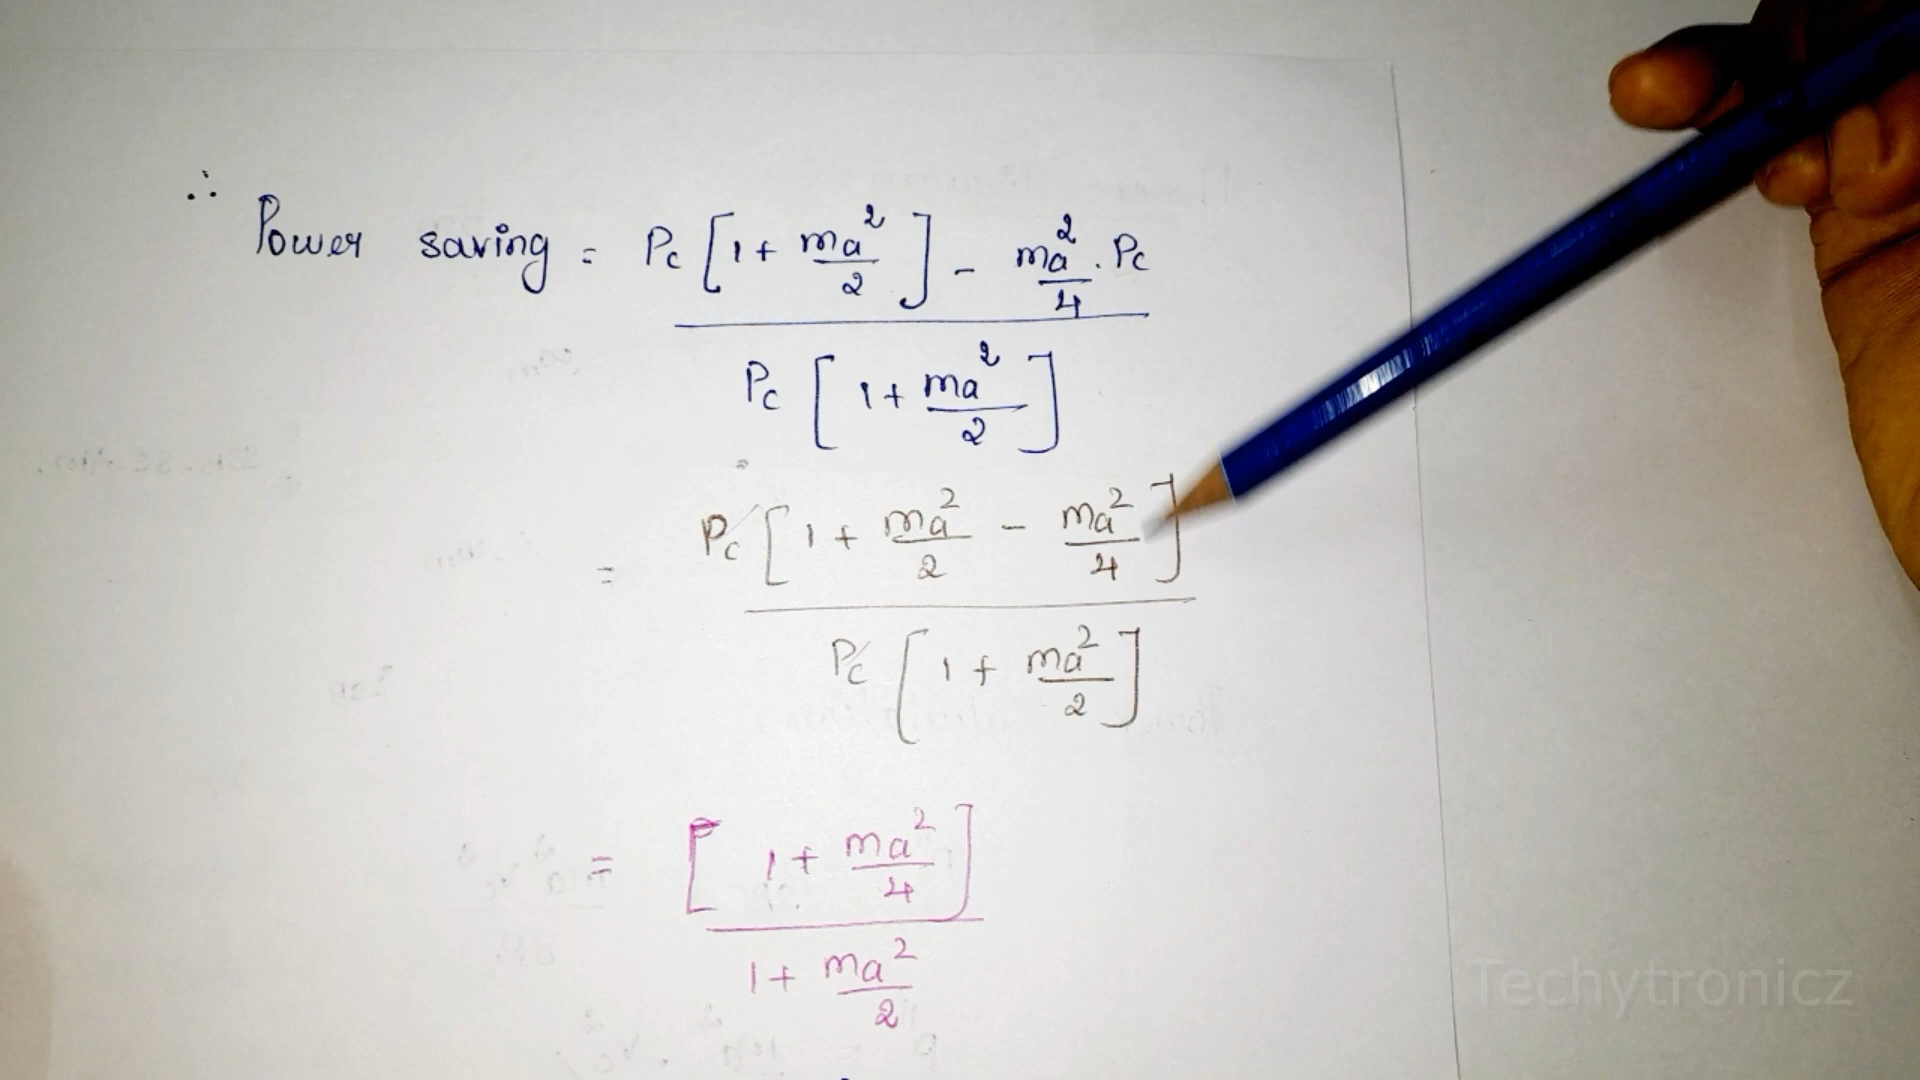 ∴
Power saving = Pc [1 + ma²/2] - ma²/4 . Pc
Pc [1 + ma²/2]
= Pc [1 + ma²/2 - ma²/4]
Pc [1 + ma²/2]
= [1 + ma²/4]
1 + ma²/2
Techytronicz